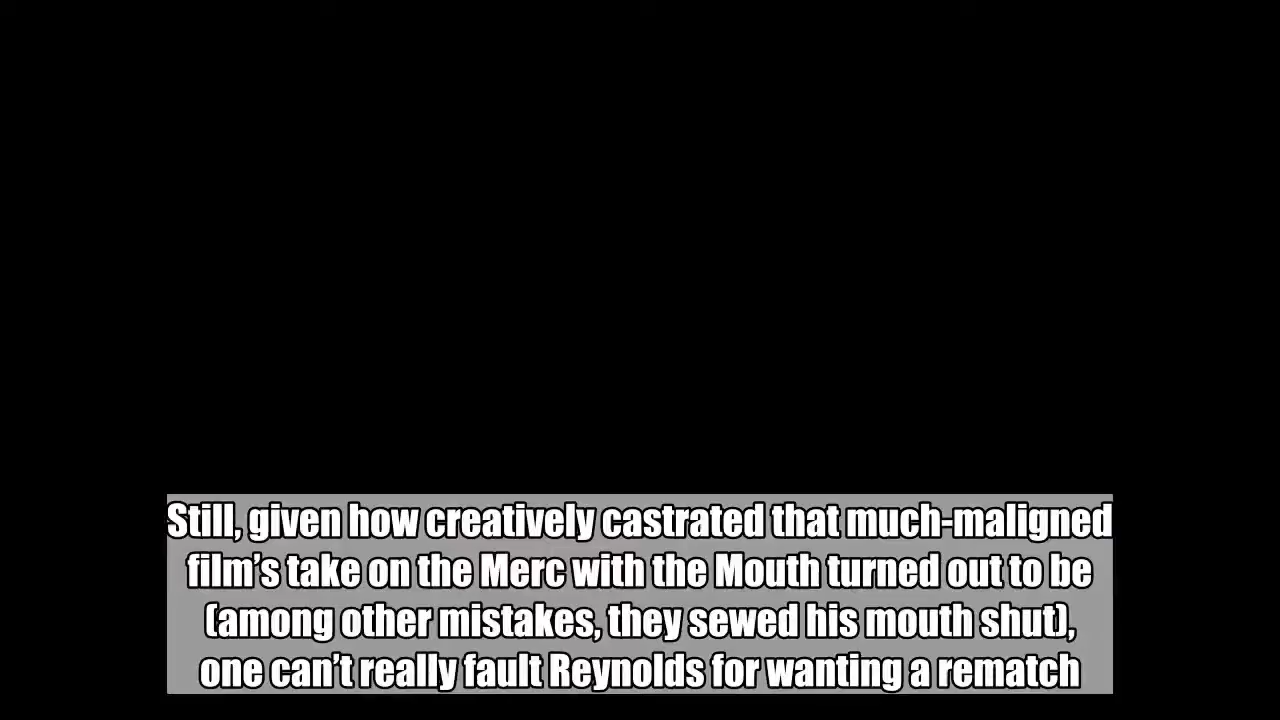 Still, given how creatively castrated that much-maligned
film’s take on the Merc with the Mouth turned out to be
(among other mistakes, they sewed his mouth shut),
one can’t really fault Reynolds for wanting a rematch